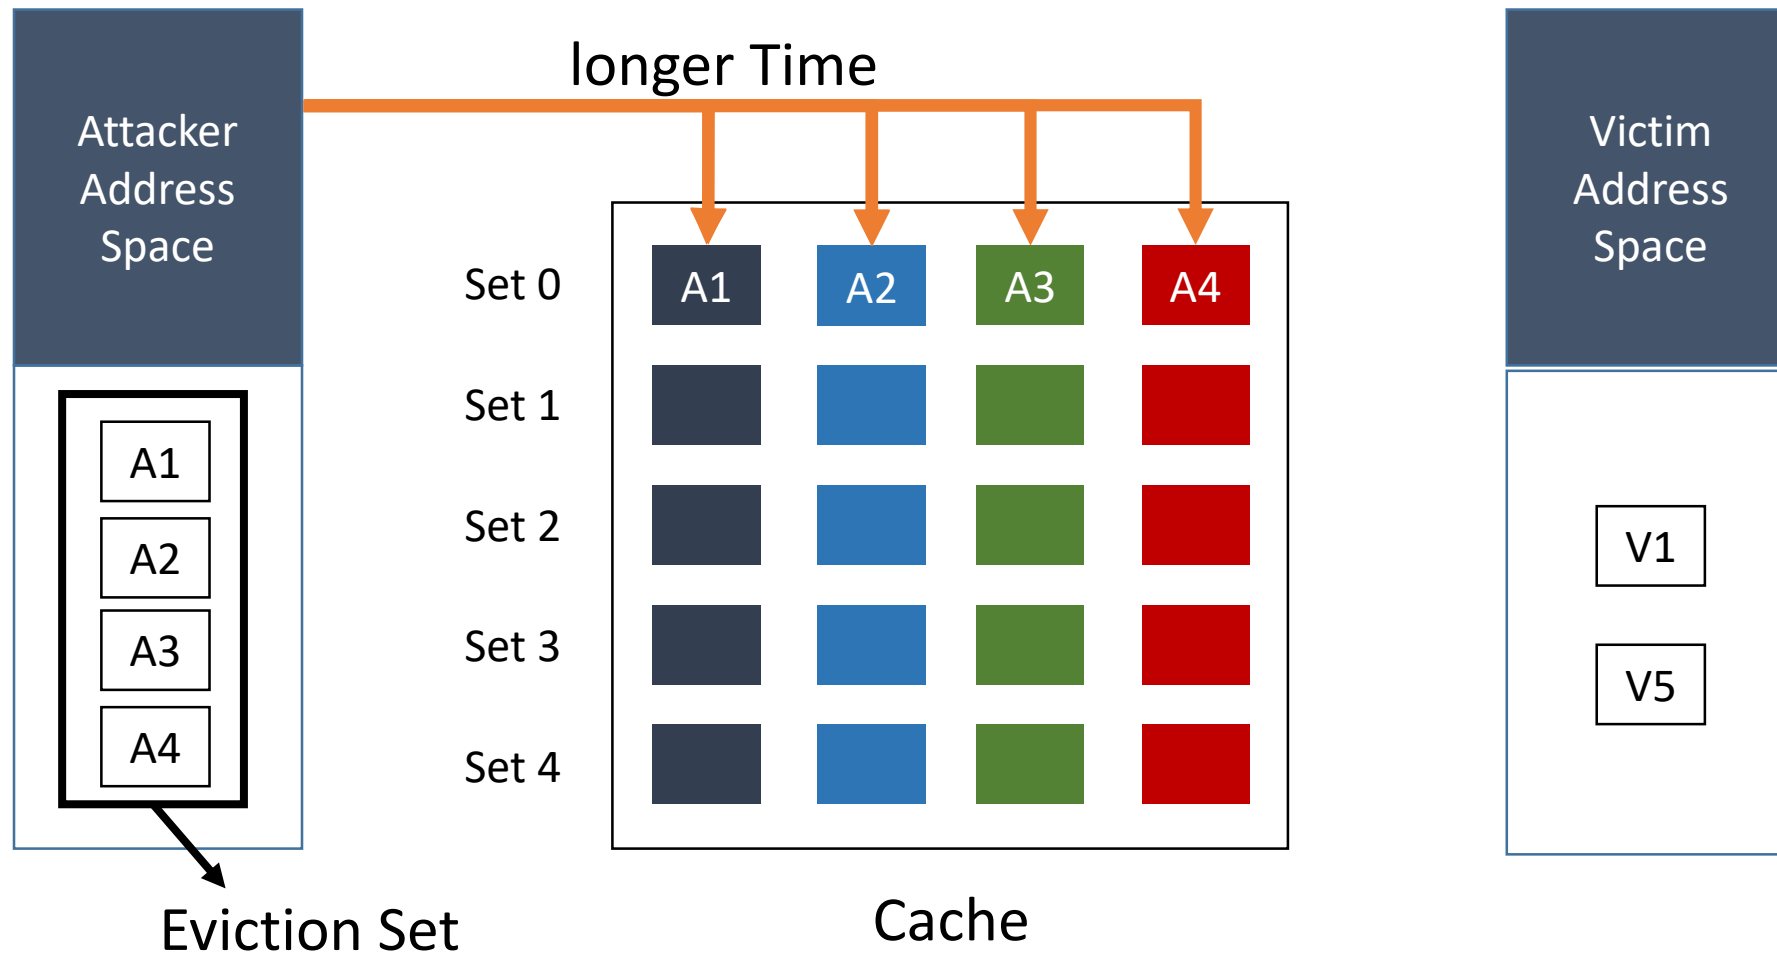 longer Time
Attacker
Address
Space
A1
A2
A3
A4
Eviction Set
Set 0
A1
A2
A3
A4
Set 1
Set 2
Set 3
Set 4
Cache
Victim
Address
Space
V1
V5